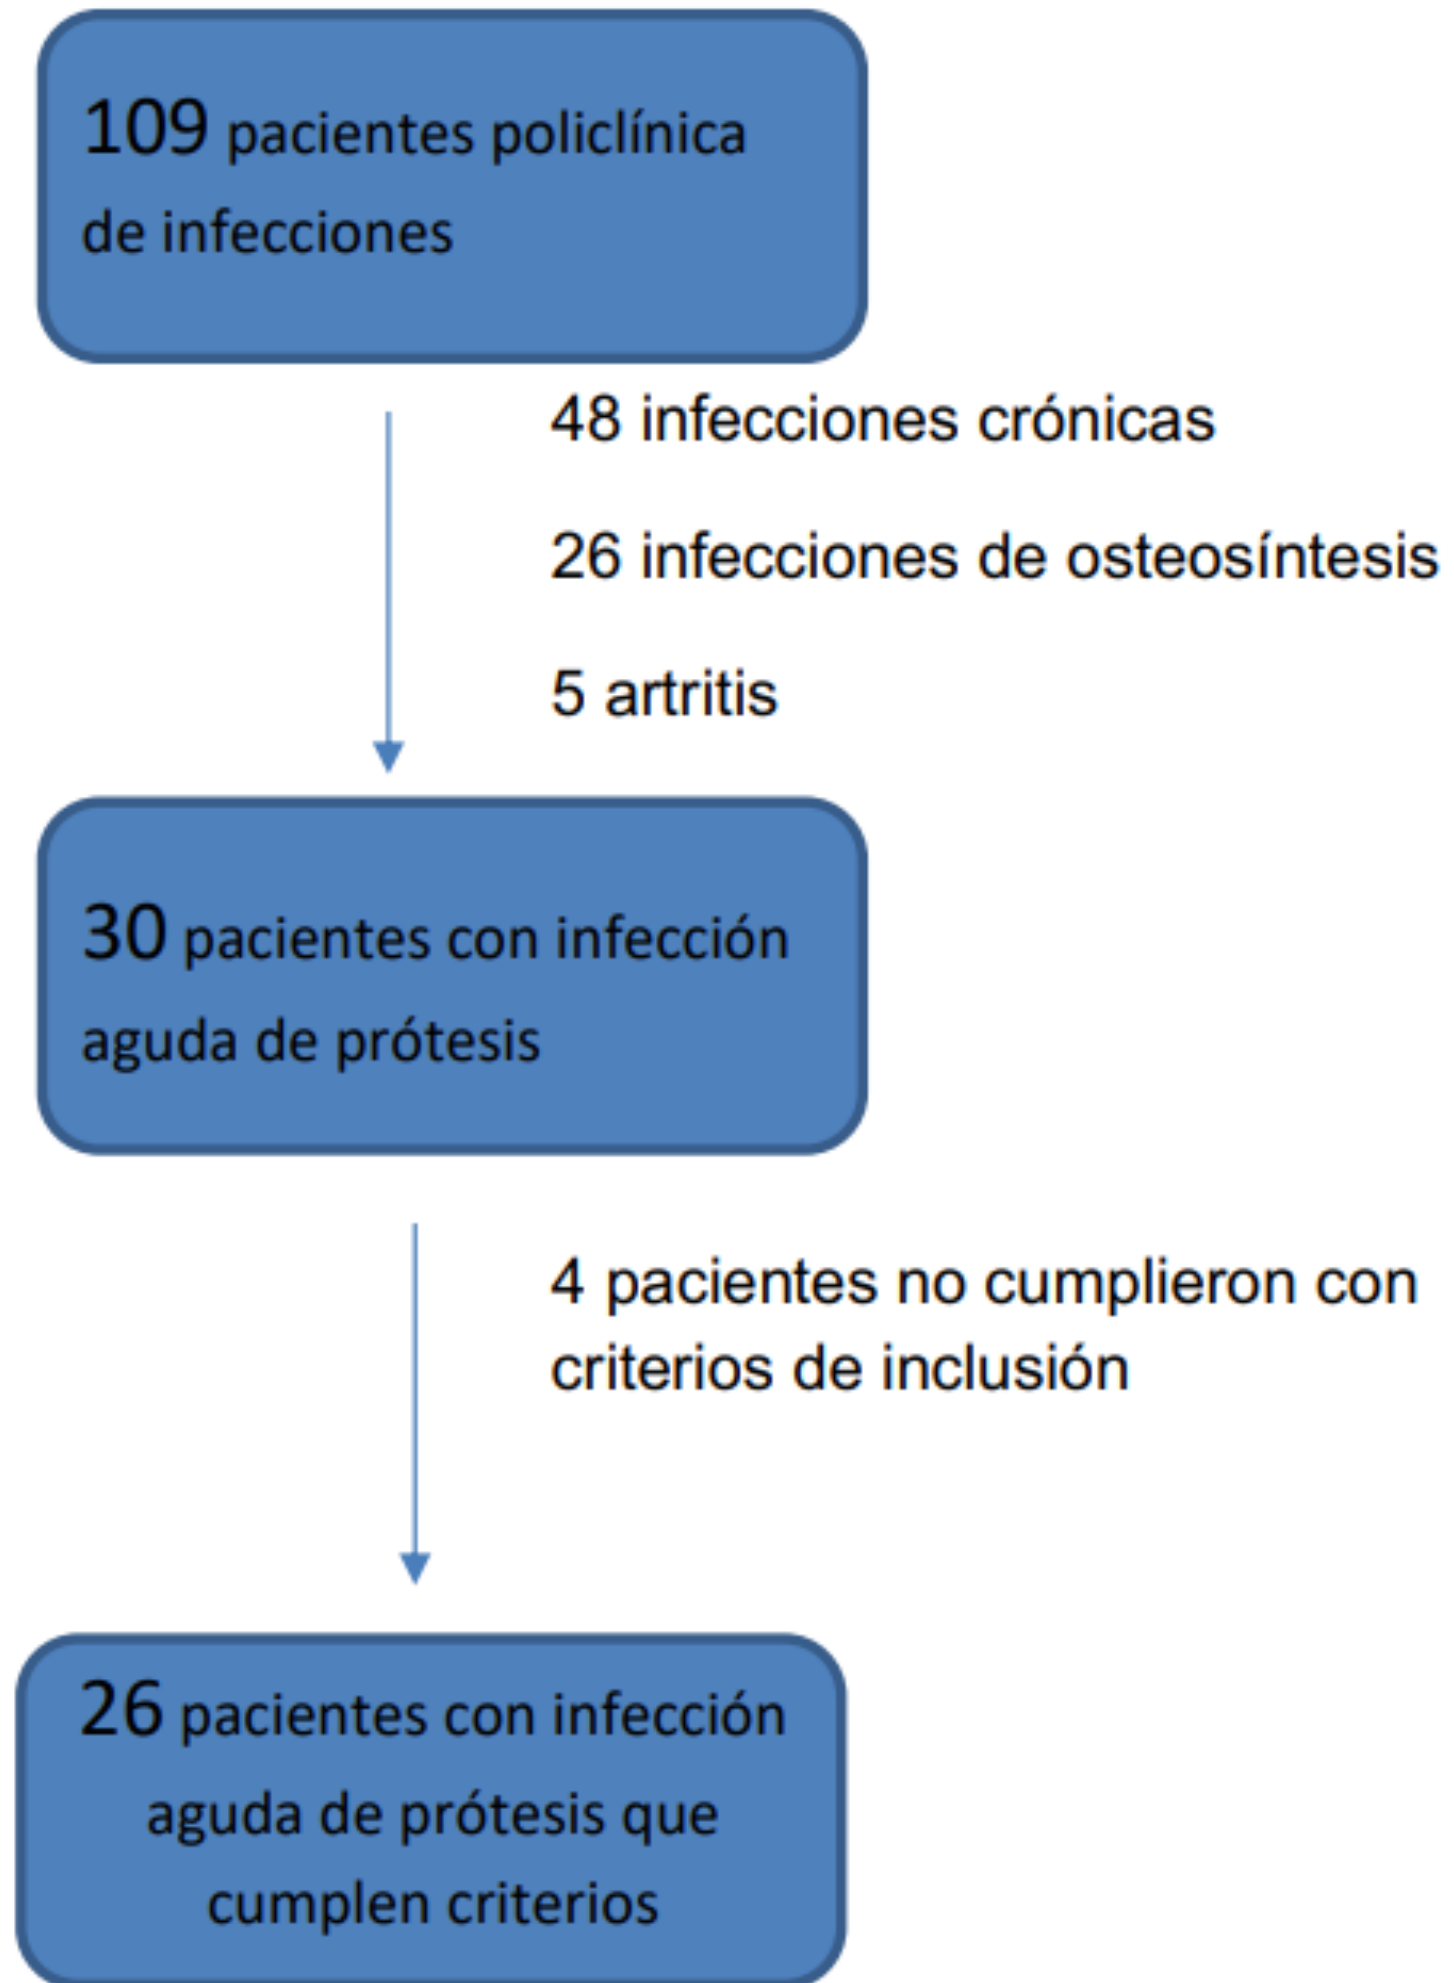 109 pacientes policlínica
de infecciones
48 infecciones crónicas
26 infecciones de osteosíntesis
5 artritis
30 pacientes con infección
aguda de prótesis
4 pacientes no cumplieron con
criterios de inclusión
26 pacientes con infección
aguda de prótesis que
cumplen criterios